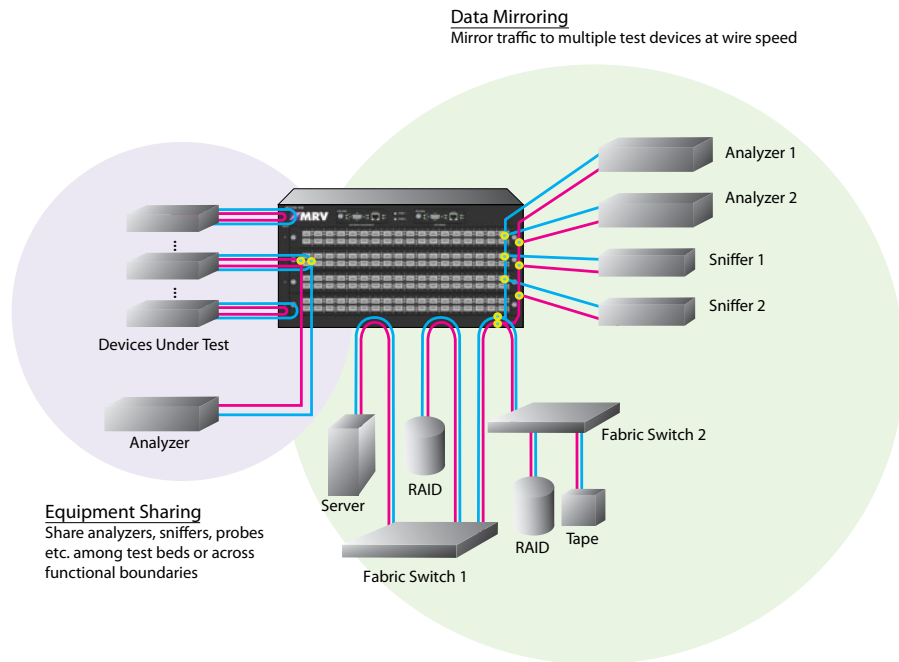 Data Mirroring
Mirror traffic to multiple test devices at wire speed
Analyzer 1
Analyzer 2
Sniffer 1
Sniffer 2
MRV
Devices Under Test
Analyzer
Server
RAID
Fabric Switch 2
RAID
Tape
Fabric Switch 1
Equipment Sharing
Share analyzers, sniffers, probes
etc. among test beds or across
functional boundaries